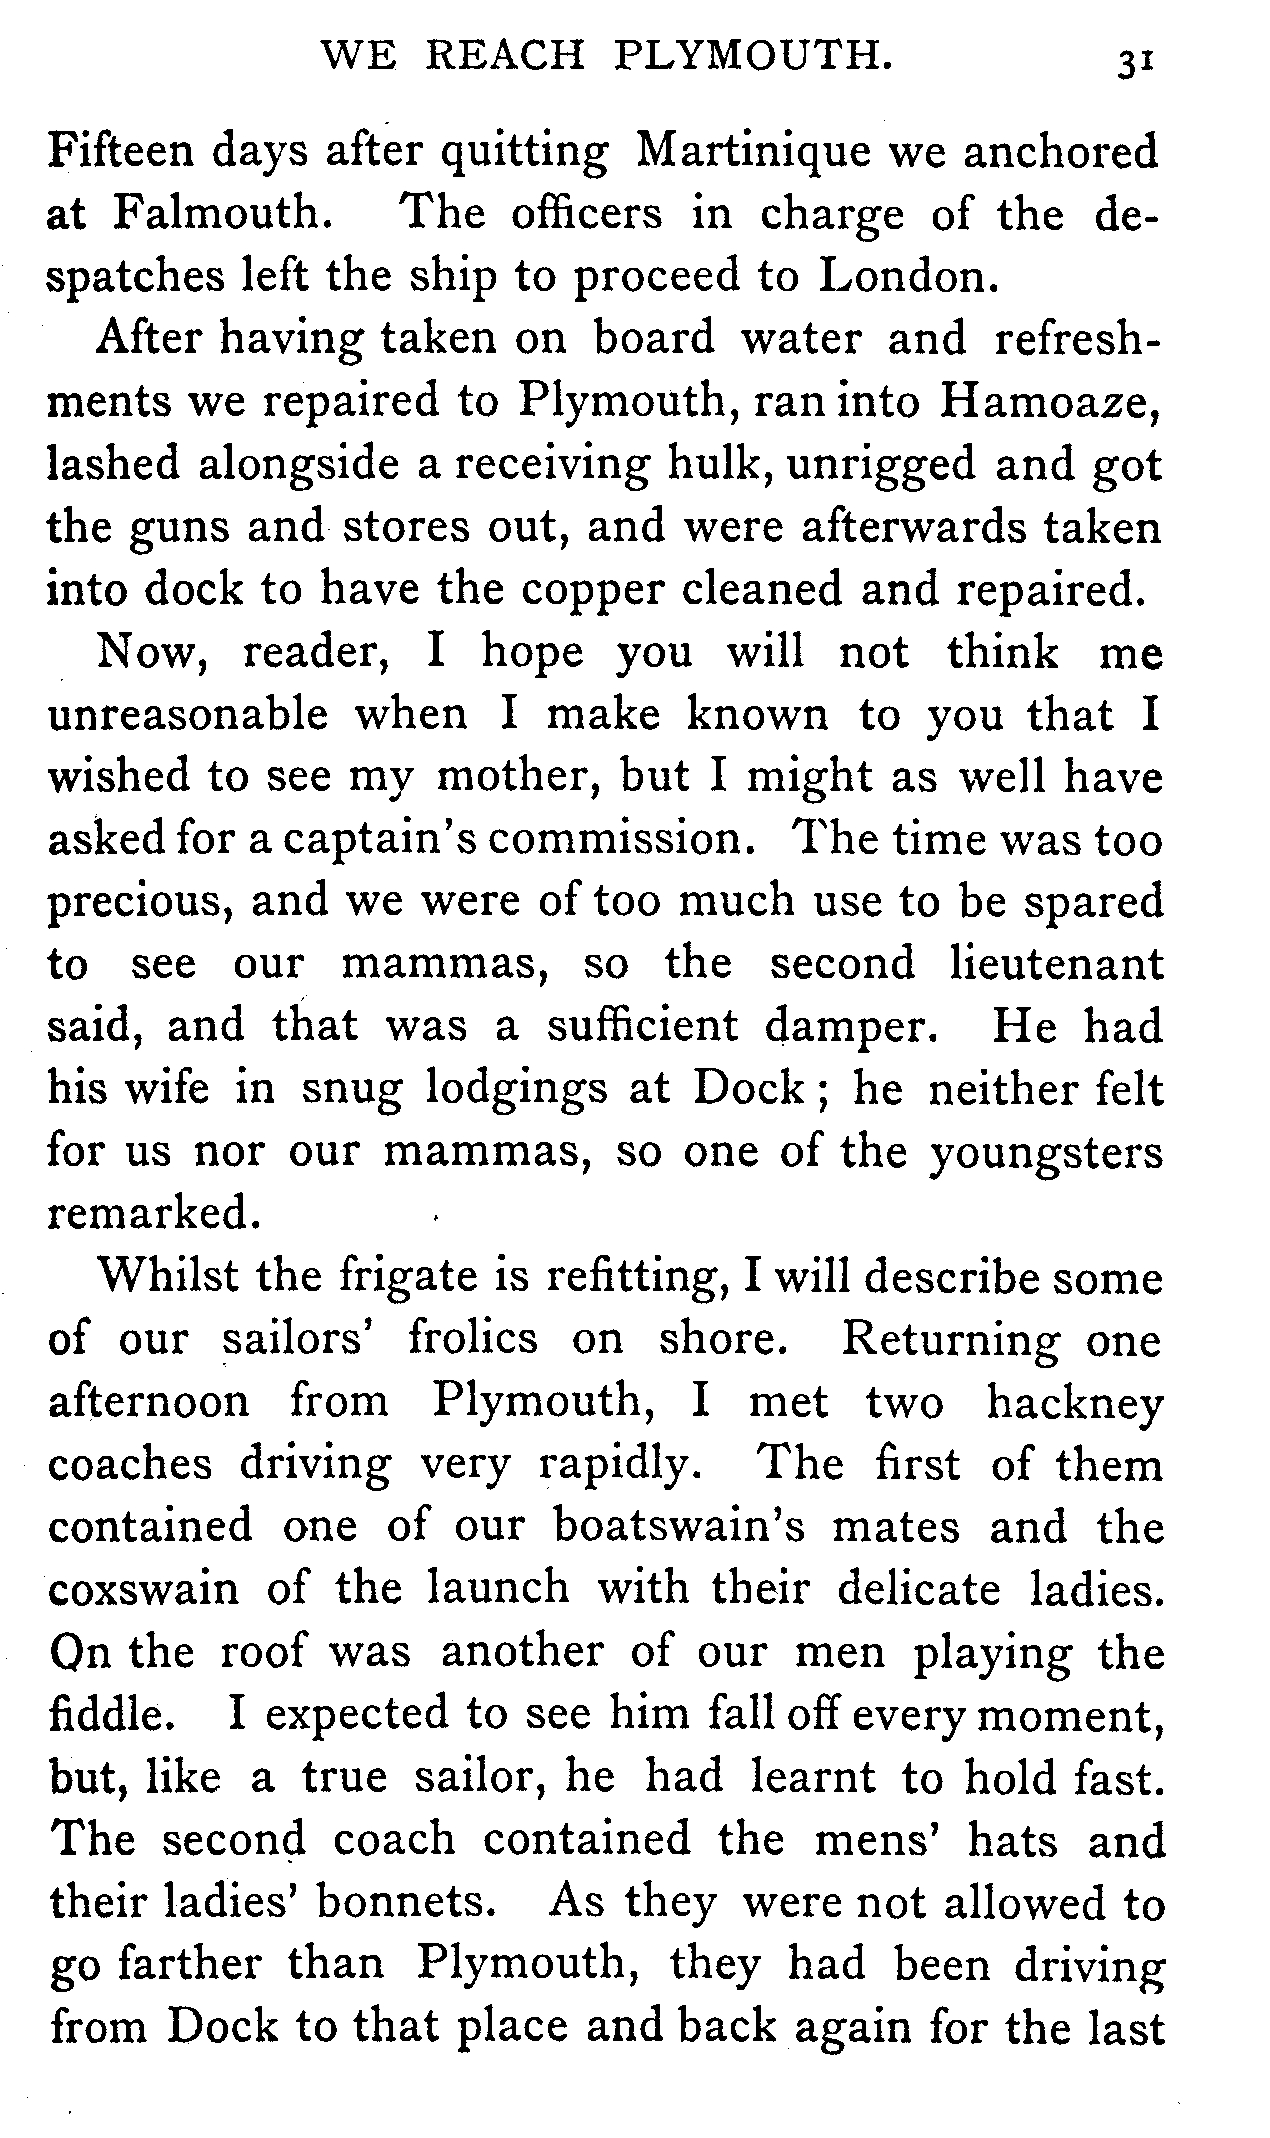 WE REACH PLYMOUTH. 31
Fifteen days after quitting Martinique we anchored
at Falmouth. The officers in charge of the de-
spatches left the ship to proceed to London.
After having taken on board water and refresh-
ments we repaired to Plymouth, ran into Hamoaze,
lashed alongside a receiving hulk, unrigged and got
the guns and stores out, and were afterwards taken
into dock to have the copper cleaned and repaired.
Now, reader, I hope you will not think me
unreasonable when I make known to you that I
wished to see my mother, but I might as well have
asked for a captain's commission. The time was too
precious, and we were of too much use to be spared
to see our mammas, so the second lieutenant
said, and that was a sufficient damper. He had
his wife in snug lodgings at Dock; he neither felt
for us nor our mammas, so one of the youngsters
remarked.
Whilst the frigate is refitting, I will describe some
of our sailors' frolics on shore. Returning one
afternoon from Plymouth, I met two hackney
coaches driving very rapidly. The first of them
contained one of our boatswain's mates and the
coxswain of the launch with their delicate ladies.
On the roof was another of our men playing the
fiddle. I expected to see him fall off every moment,
but, like a true sailor, he had learnt to hold fast.
The second coach contained the mens' hats and
their ladies' bonnets. As they were not allowed to
go farther than Plymouth, they had been driving
from Dock to that place and back again for the last